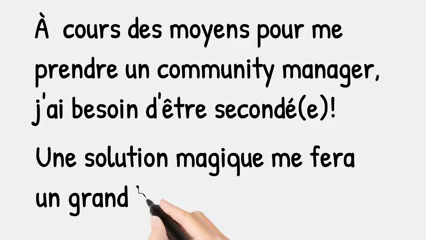 À cours des moyens pour me
prendre un community manager,
j'ai besoin d'être secondé(e)!
Une solution magique me fera
un grand